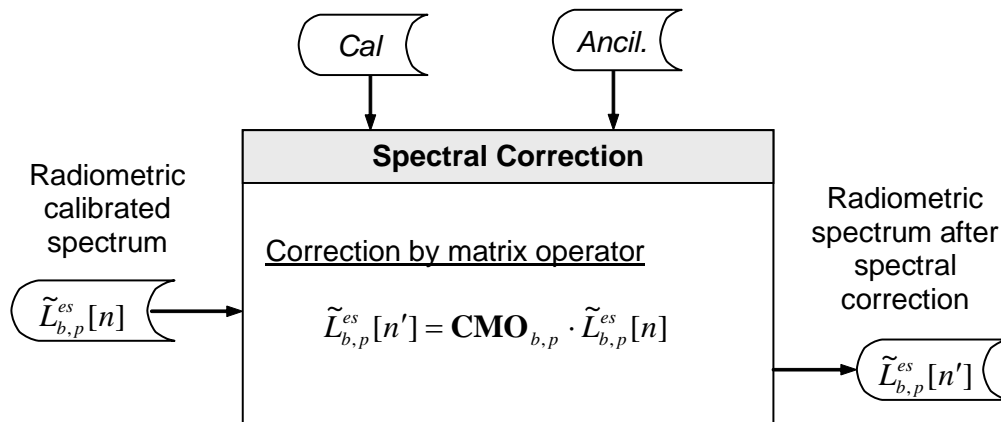 Cal
Ancil.
Spectral Correction
Radiometric
calibrated
spectrum
L̃^{es}_{b,p}[n]
Correction by matrix operator
L̃^{es}_{b,p}[n′] = CMO_{b,p} · L̃^{es}_{b,p}[n]
Radiometric
spectrum after
spectral
correction
L̃^{es}_{b,p}[n′]